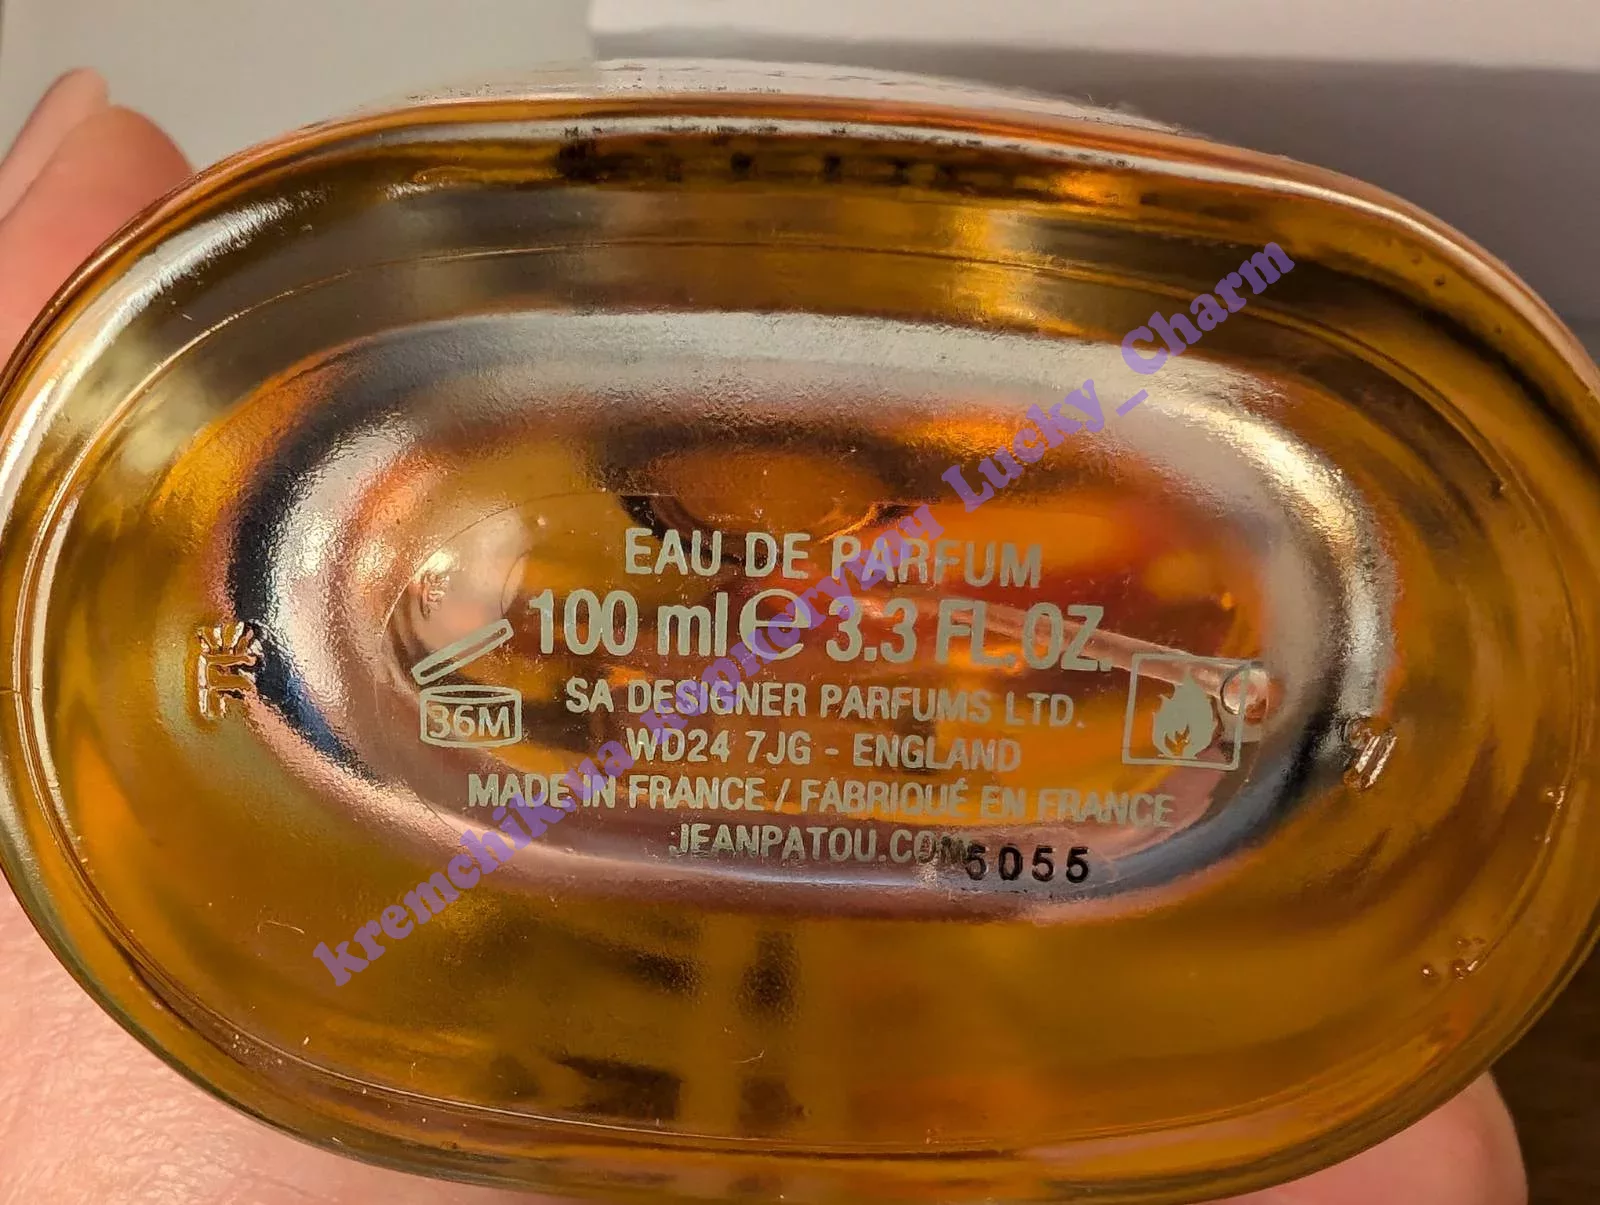 EAU DE PARFUM
100 ml ℮ 3.3 FL.OZ.
36M
SA DESIGNER PARFUMS LTD.
WD24 7JG - ENGLAND
MADE IN FRANCE / FABRIQUÉ EN FRANCE
JEANPATOU.COM
5055
Lucky_Charm